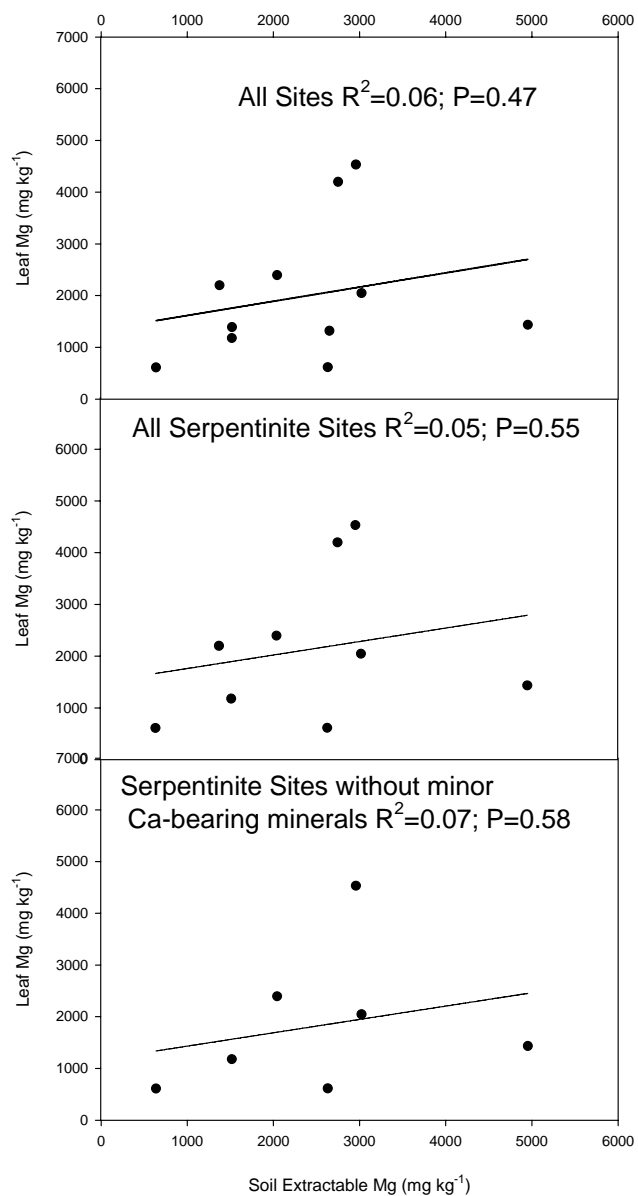 0 1000 2000 3000 4000 5000 6000
7000
6000
5000
4000
3000
2000
1000
0
Leaf Mg (mg kg⁻¹)
All Sites R²=0.06; P=0.47
6000
5000
4000
3000
2000
1000
0
Leaf Mg (mg kg⁻¹)
All Serpentinite Sites R²=0.05; P=0.55
7000
6000
5000
4000
3000
2000
1000
0
Leaf Mg (mg kg⁻¹)
Serpentinite Sites without minor
Ca-bearing minerals R²=0.07; P=0.58
0 1000 2000 3000 4000 5000 6000
Soil Extractable Mg (mg kg⁻¹)